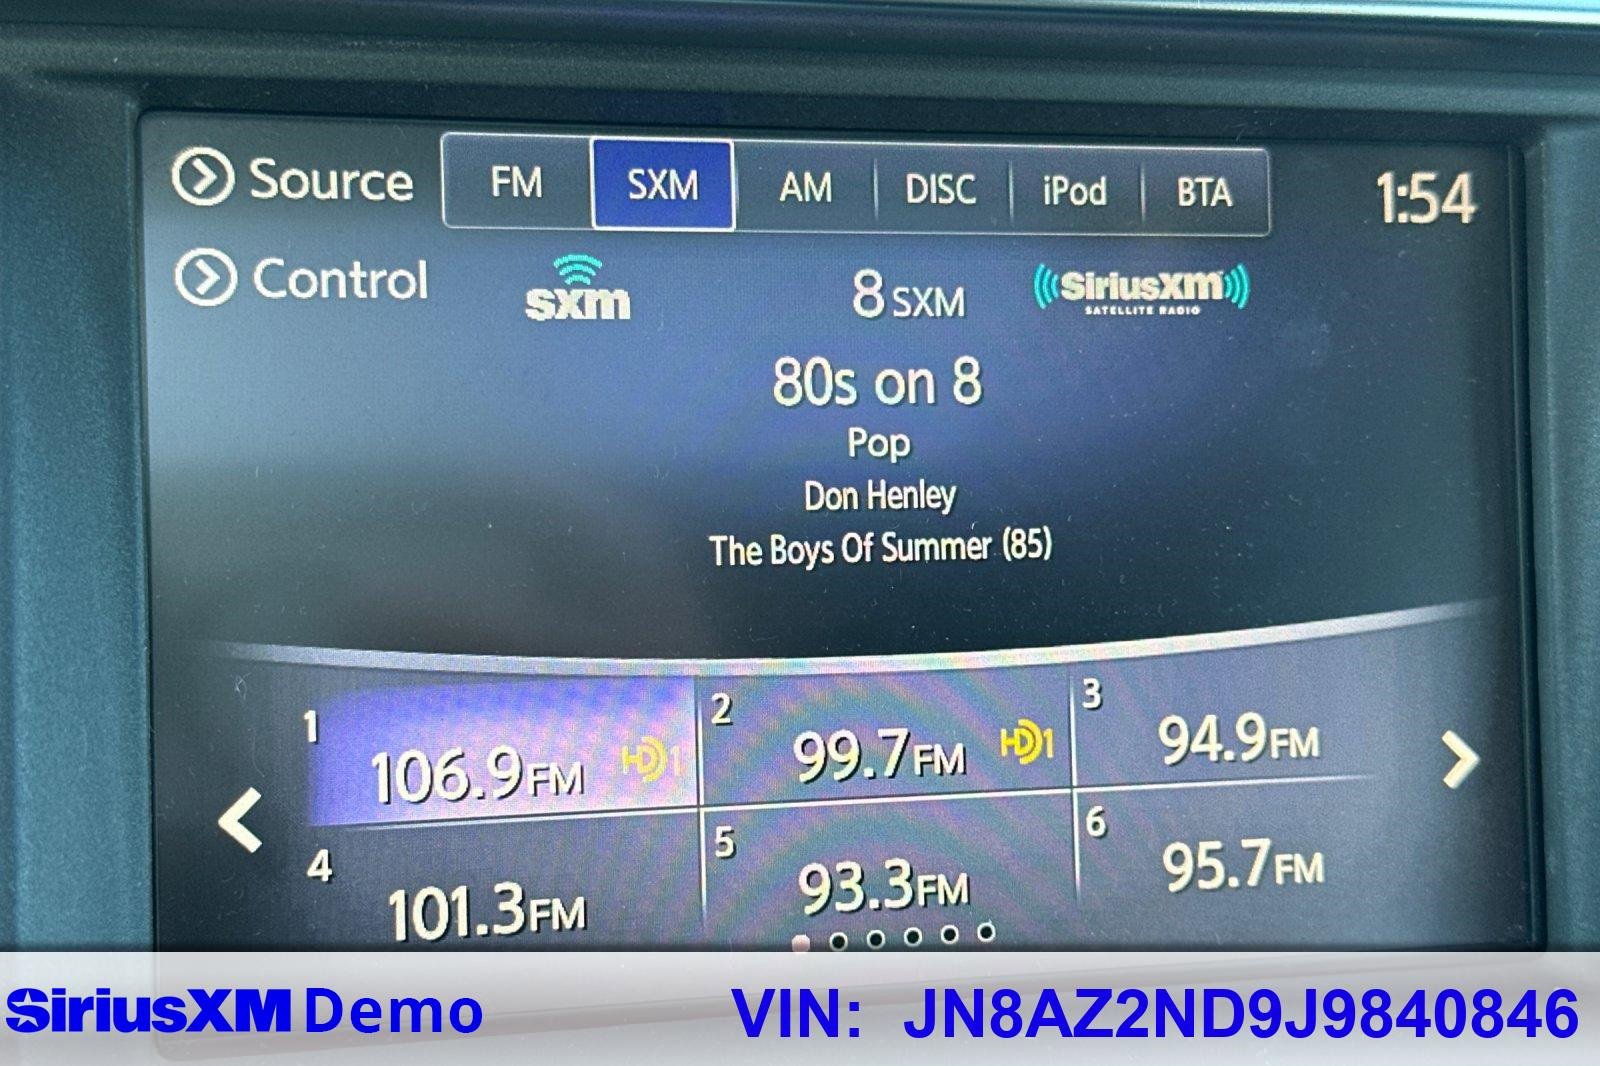 Source FM SXM AM DISC iPod BTA 1:54
Control sxm 8 SXM SiriusXM
SATELLITE RADIO
80s on 8
Pop
Don Henley
The Boys Of Summer (85)
1 106.9FM HD1 2 99.7FM HD1 3 94.9FM
4 101.3FM 5 93.3FM 6 95.7FM
SiriusXM Demo VIN: JN8AZ2ND9J9840846